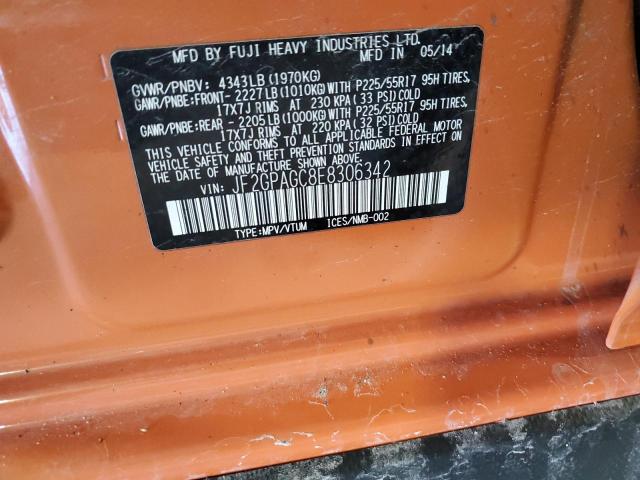 MFD BY FUJI HEAVY INDUSTRIES LTD.
MFD IN 05/14
GVWR/PNBV: 4343LB (1970KG)
GAWR/PNBE:FRONT- 2227 LB (1010KG) WITH P225/55R17 95H TIRES,
17X7J RIMS AT 230 KPA (33 PSI) COLD
GAWR/PNBE:REAR - 2205 LB (1000KG) WITH P225/55R17 95H TIRES,
17X7J RIMS AT 220 KPA (32 PSI) COLD
THIS VEHICLE CONFORMS TO ALL APPLICABLE FEDERAL MOTOR
VEHICLE SAFETY AND THEFT PREVENTION STANDARDS IN EFFECT ON
THE DATE OF MANUFACTURE SHOWN ABOVE.
VIN: JF2GPAGC8E8306342
TYPE:MPV/VTUM ICES/NMB-002